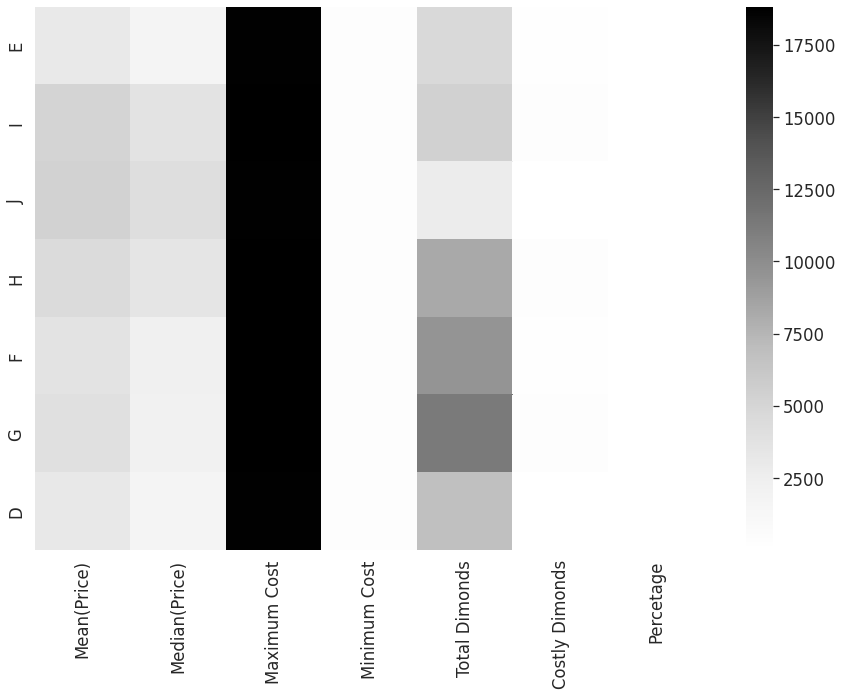 E
I
J
H
F
G
D
Mean(Price)
Median(Price)
Maximum Cost
Minimum Cost
Total Dimonds
Costly Dimonds
Percetage
17500
15000
12500
10000
7500
5000
2500